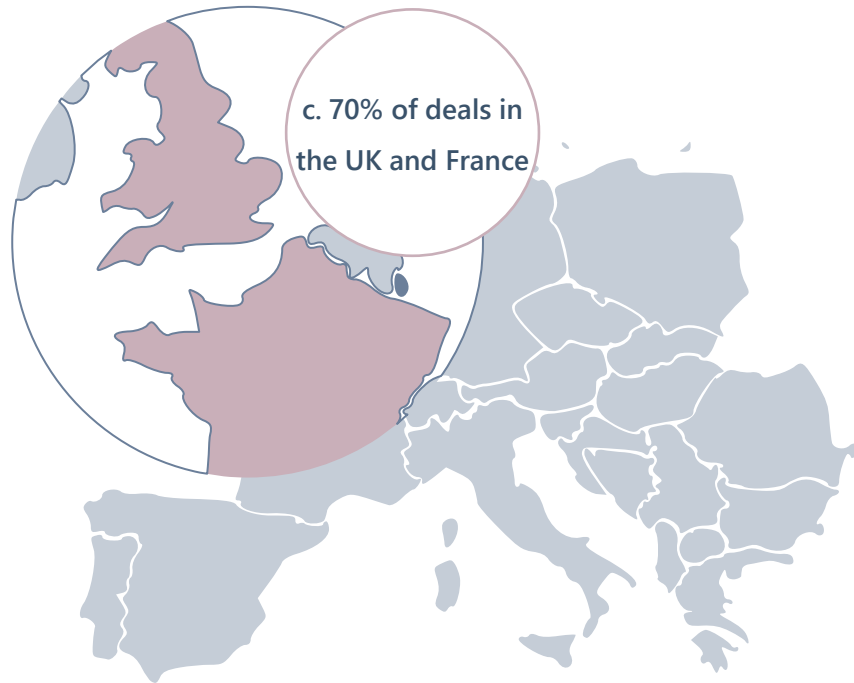 c. 70% of deals in
the UK and France